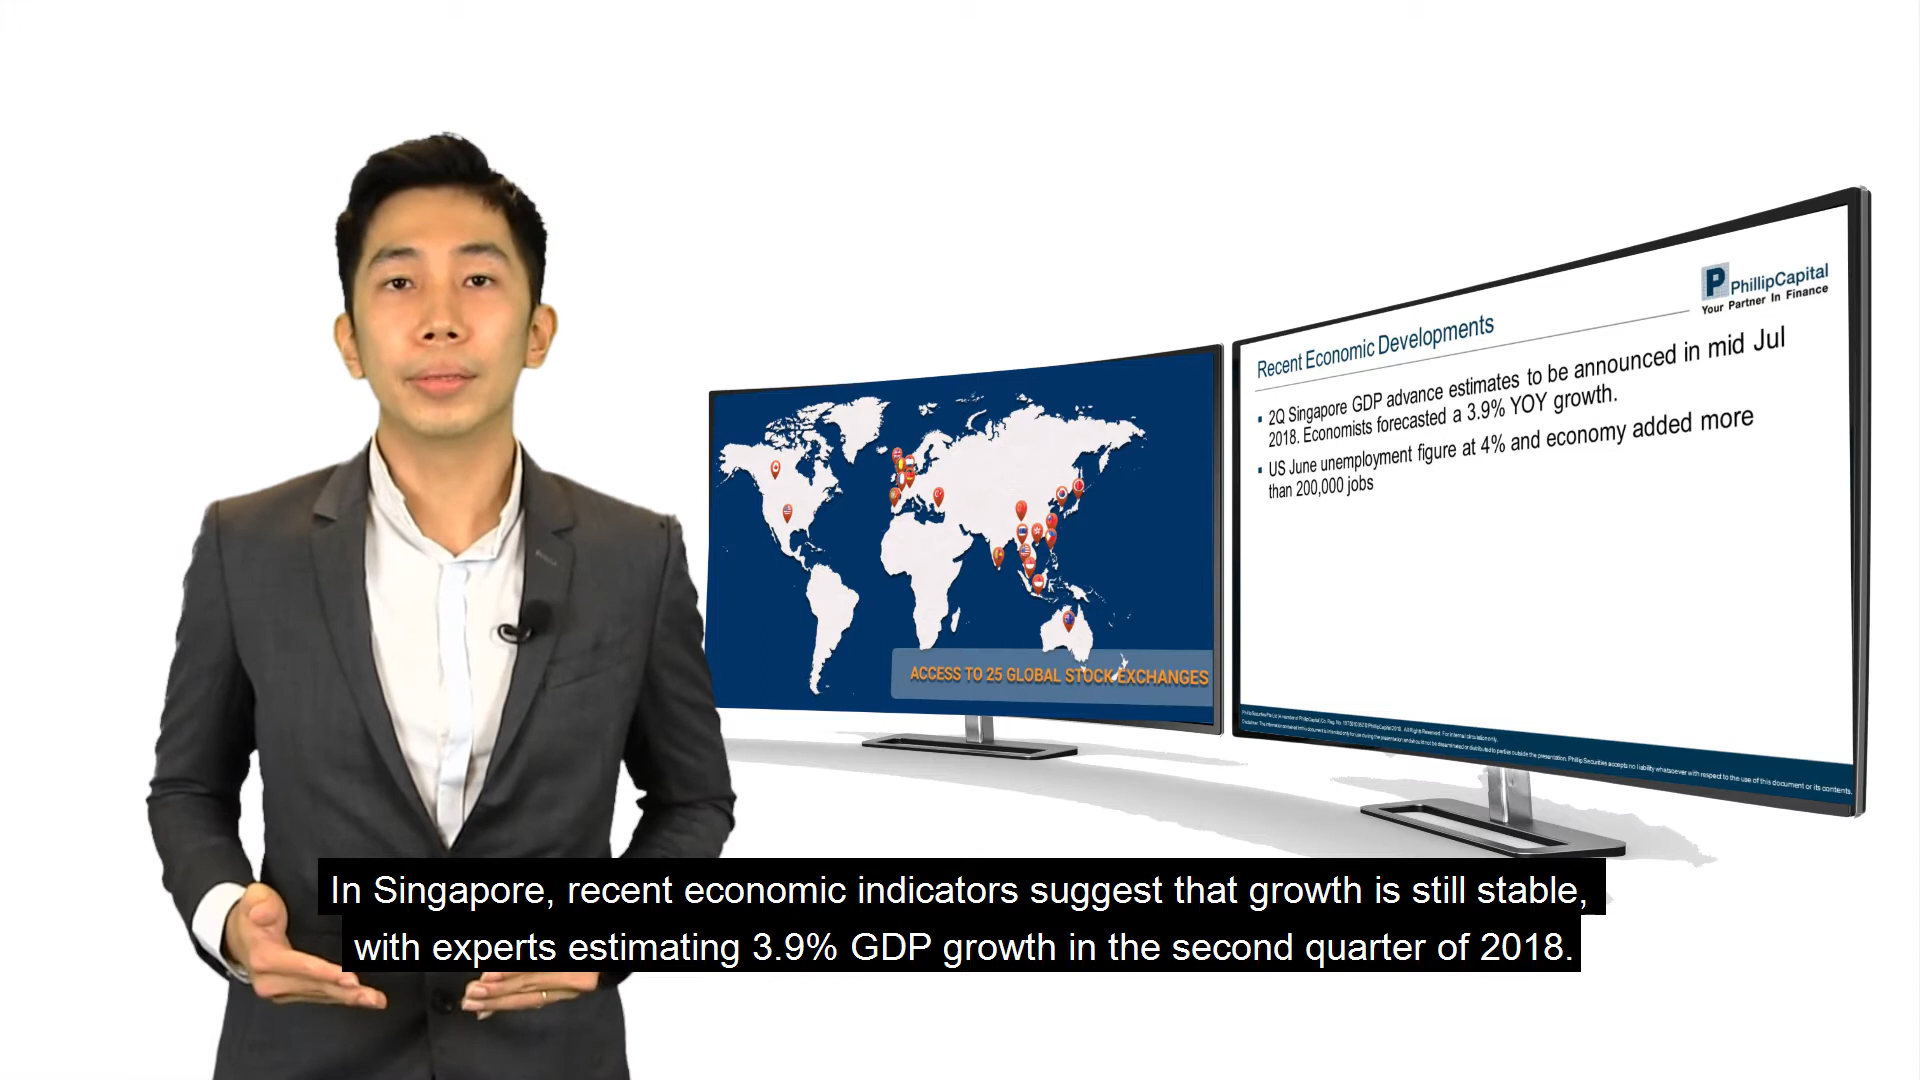 PhillipCapital
Your Partner In Finance
Recent Economic Developments
2Q Singapore GDP advance estimates to be announced in mid Jul
2018. Economists forecasted a 3.9% YOY growth.
US June unemployment figure at 4% and economy added more
than 200,000 jobs
ACCESS TO 25 GLOBAL STOCK EXCHANGES
In Singapore, recent economic indicators suggest that growth is still stable,
with experts estimating 3.9% GDP growth in the second quarter of 2018.